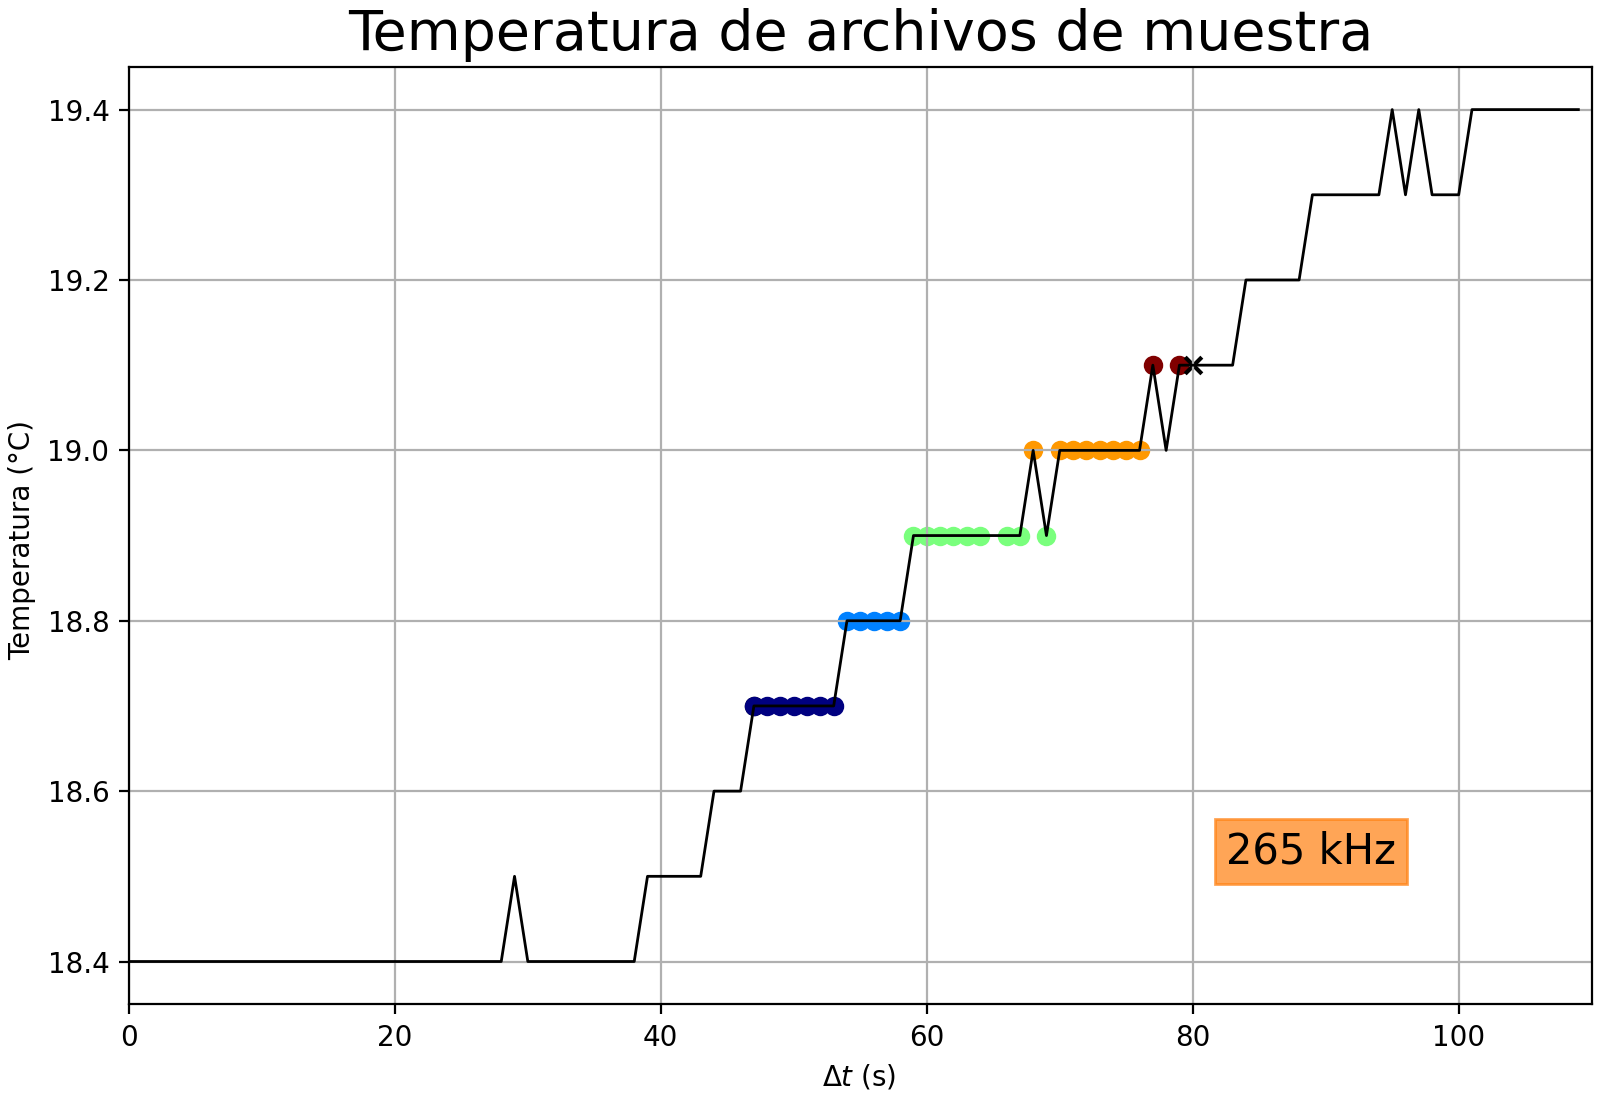 Temperatura de archivos de muestra
Temperatura (°C)
19.4
19.2
19.0
18.8
18.6
18.4
265 kHz
0 20 40 60 80 100
Δt (s)